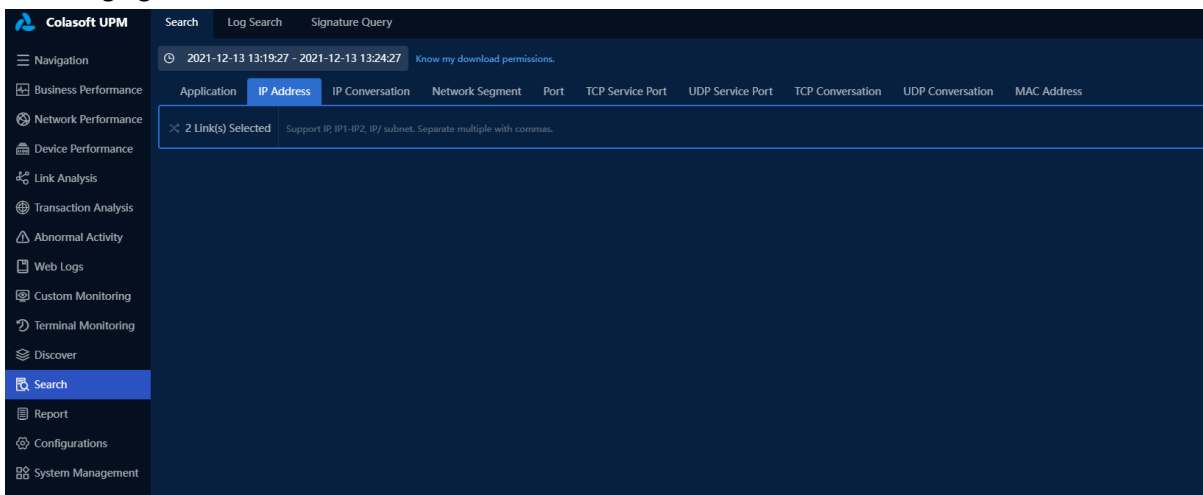 Colasoft UPM
Search Log Search Signature Query
Navigation
2021-12-13 13:19:27 - 2021-12-13 13:24:27 Know my download permissions.
Business Performance
Application IP Address IP Conversation Network Segment Port TCP Service Port UDP Service Port TCP Conversation UDP Conversation MAC Address
Network Performance
2 Link(s) Selected Support IP, IP1-IP2, IP/ subnet. Separate multiple with commas.
Device Performance
Link Analysis
Transaction Analysis
Abnormal Activity
Web Logs
Custom Monitoring
Terminal Monitoring
Discover
Search
Report
Configurations
System Management